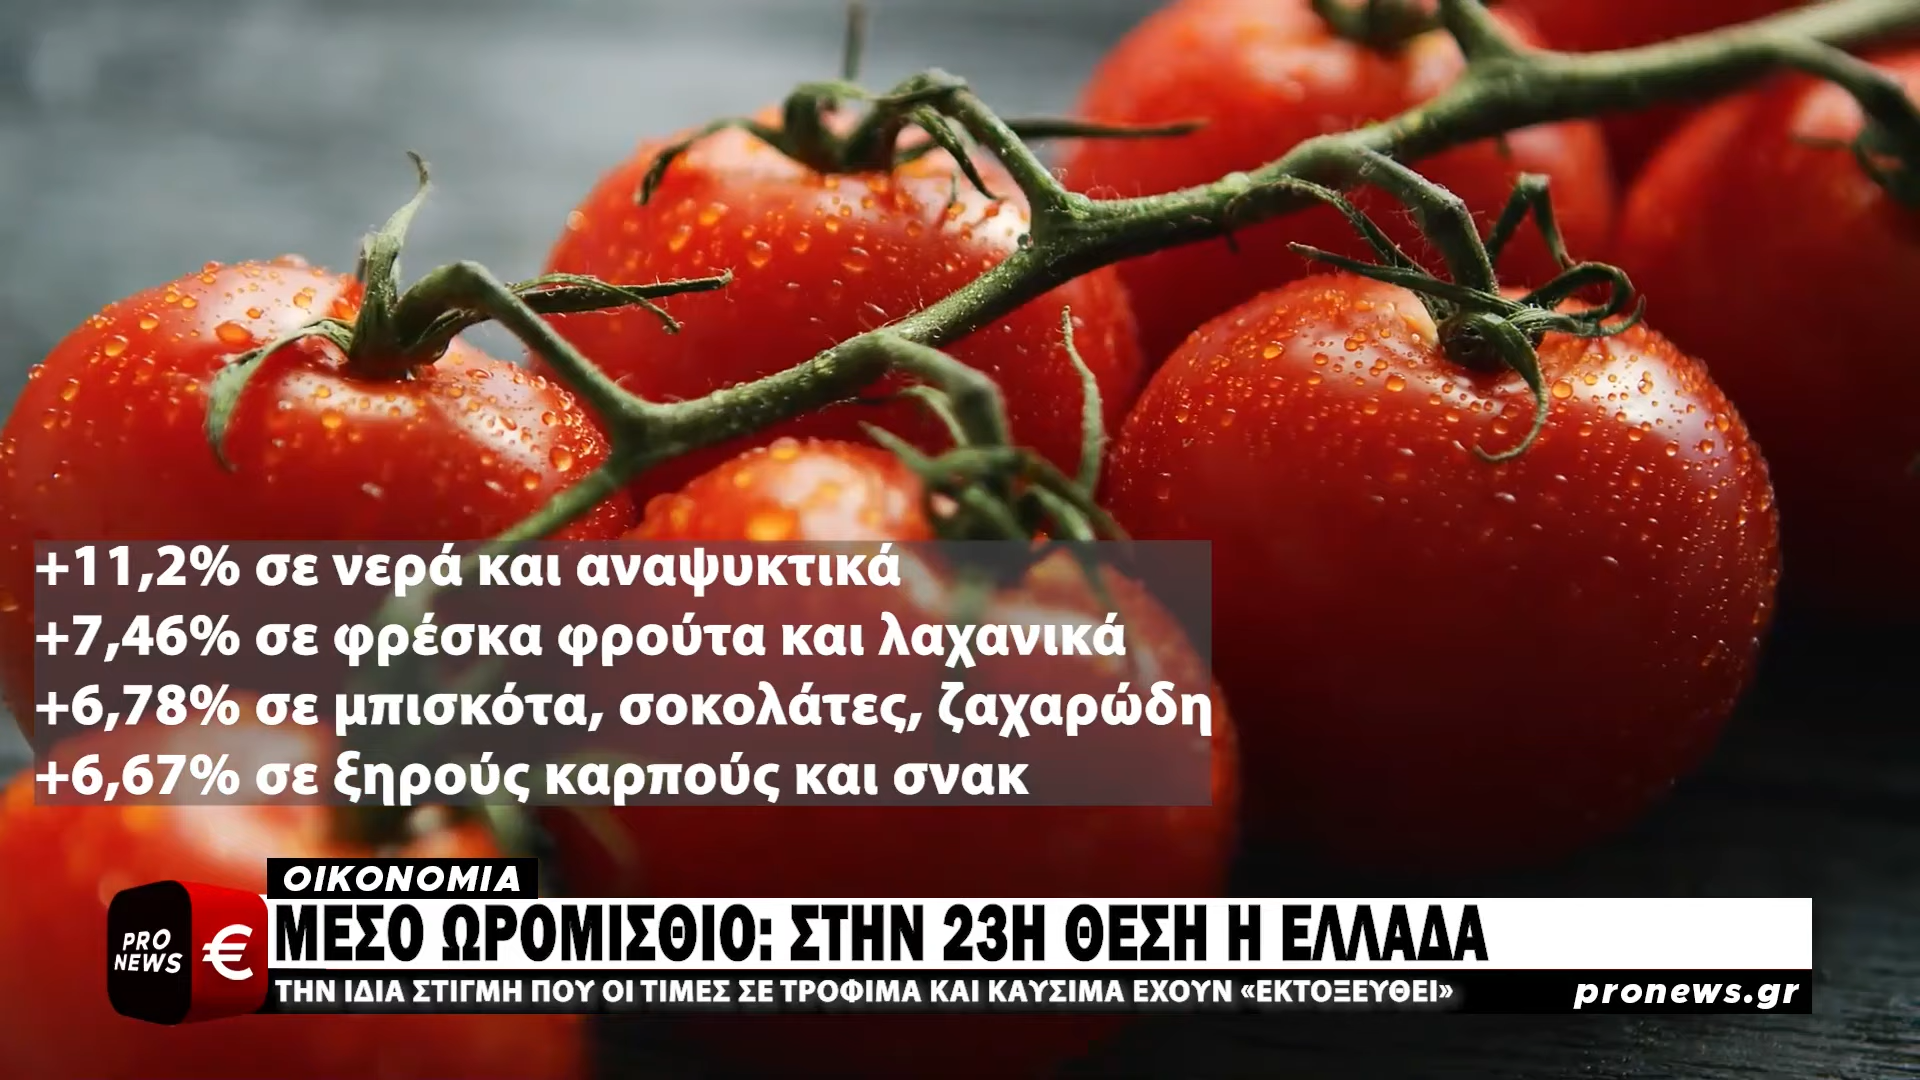 +11,2% σε νερά και αναψυκτικά
+7,46% σε φρέσκα φρούτα και λαχανικά
+6,78% σε μπισκότα, σοκολάτες, ζαχαρώδη
+6,67% σε ξηρούς καρπούς και σνακ
ΟΙΚΟΝΟΜΙΑ
PRO
NEWS
€
ΜΕΣΟ ΩΡΟΜΙΣΘΙΟ: ΣΤΗΝ 23Η ΘΕΣΗ Η ΕΛΛΑΔΑ
ΤΗΝ ΙΔΙΑ ΣΤΙΓΜΗ ΠΟΥ ΟΙ ΤΙΜΕΣ ΣΕ ΤΡΟΦΙΜΑ ΚΑΙ ΚΑΥΣΙΜΑ ΕΧΟΥΝ «ΕΚΤΟΞΕΥΘΕΙ»
pronews.gr